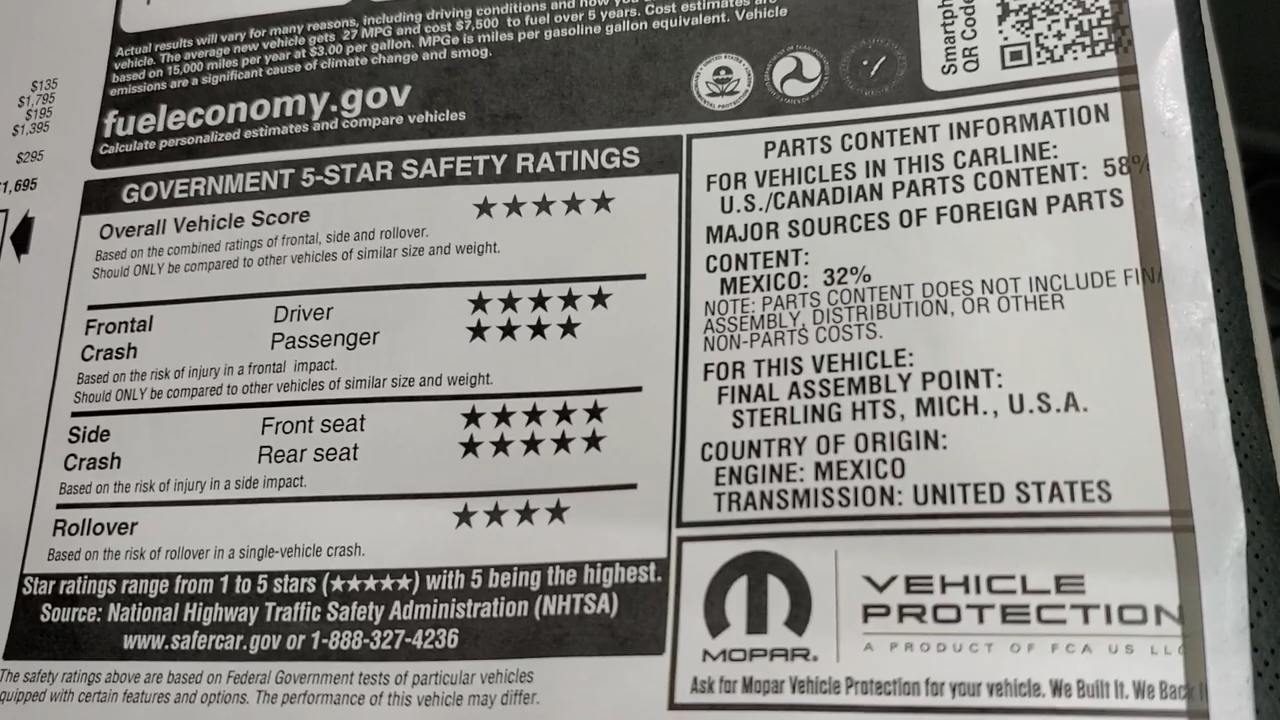 Actual results will vary for many reasons, including driving conditions and how you
vehicle. The average new vehicle gets 27 MPG and cost $7,500 to fuel over 5 years. Cost estimates are
based on 15,000 miles per year at $3.00 per gallon. MPGe is miles per gasoline gallon equivalent. Vehicle
emissions are a significant cause of climate change and smog.
fueleconomy.gov
Calculate personalized estimates and compare vehicles
Smartph
QR Code
$135
$1,795
$195
$1,395
$295
1,695
GOVERNMENT 5-STAR SAFETY RATINGS
Overall Vehicle Score ★★★★★
Based on the combined ratings of frontal, side and rollover.
Should ONLY be compared to other vehicles of similar size and weight.
Frontal Driver ★★★★★
Crash Passenger ★★★★
Based on the risk of injury in a frontal impact.
Should ONLY be compared to other vehicles of similar size and weight.
Side Front seat ★★★★★
Crash Rear seat ★★★★★
Based on the risk of injury in a side impact.
Rollover ★★★★
Based on the risk of rollover in a single-vehicle crash.
Star ratings range from 1 to 5 stars (★★★★★) with 5 being the highest.
Source: National Highway Traffic Safety Administration (NHTSA)
www.safercar.gov or 1-888-327-4236
The safety ratings above are based on Federal Government tests of particular vehicles
quipped with certain features and options. The performance of this vehicle may differ.
PARTS CONTENT INFORMATION
FOR VEHICLES IN THIS CARLINE:
U.S./CANADIAN PARTS CONTENT: 58%
MAJOR SOURCES OF FOREIGN PARTS
CONTENT:
MEXICO: 32%
NOTE: PARTS CONTENT DOES NOT INCLUDE FINA
ASSEMBLY, DISTRIBUTION, OR OTHER
NON-PARTS COSTS.
FOR THIS VEHICLE:
FINAL ASSEMBLY POINT:
STERLING HTS, MICH., U.S.A.
COUNTRY OF ORIGIN:
ENGINE: MEXICO
TRANSMISSION: UNITED STATES
MOPAR.
VEHICLE
PROTECTION
A PRODUCT OF FCA US LLC
Ask for Mopar Vehicle Protection for your vehicle. We Built It. We Back I